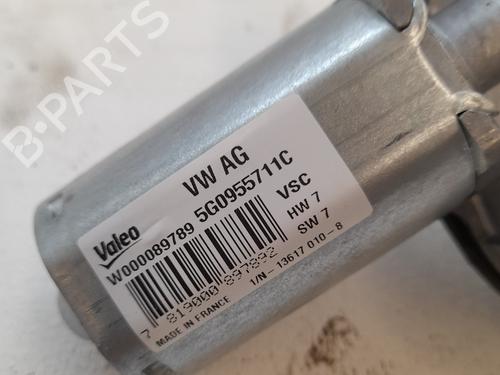 B-PARTS
VW AG
Valeo
W000089789 5G0955711C
VSC
HW 7
SW 7
7 819000 897892
1/N-13617 010-8
MADE IN FRANCE